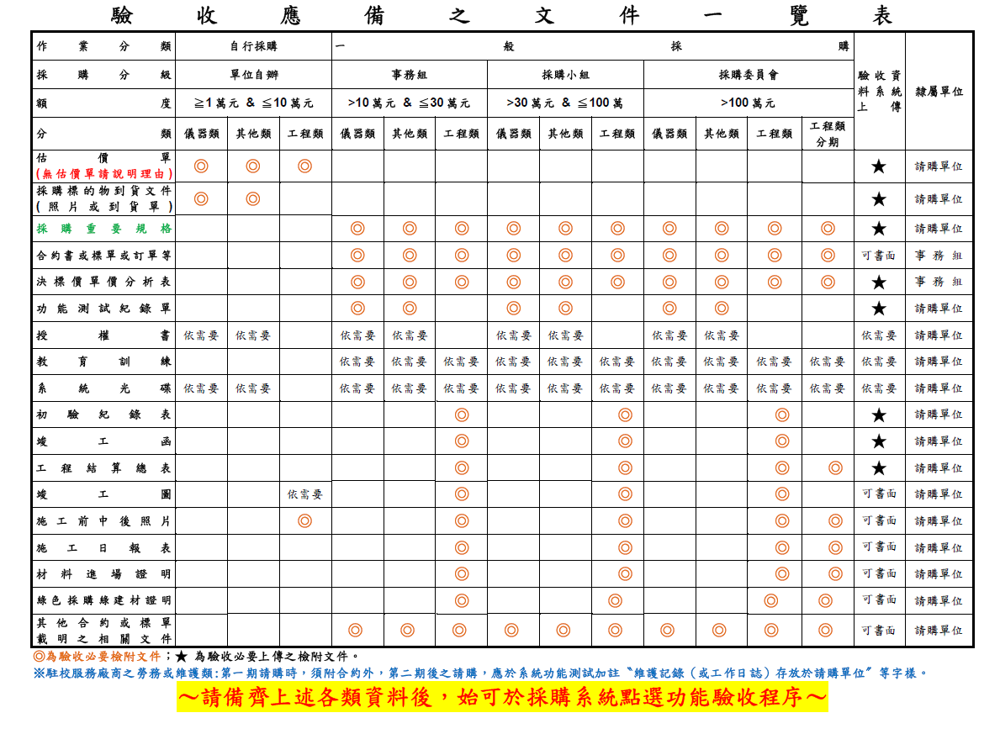 驗收應備之文件一覽表
作業分類 自行採購 一般採購 驗收資料系統上傳 隸屬單位
採購分級 單位自辦 事務組 採購小組 採購委員會
額度 ≧1萬元 & ≦10萬元 >10萬元 & ≦30萬元 >30萬元 & ≦100萬 >100萬元
分類 儀器類 其他類 工程類 儀器類 其他類 工程類 儀器類 其他類 工程類 儀器類 其他類 工程類 工程類分期
估價單 (無估價單請說明理由) ◎ ◎ ◎ ★ 請購單位
採購標的物到貨文件 (照片或到貨單) ◎ ◎ ★ 請購單位
採購重要規格 ◎ ◎ ◎ ◎ ◎ ◎ ◎ ◎ ◎ ◎ ★ 請購單位
合約書或標單或訂單等 ◎ ◎ ◎ ◎ ◎ ◎ ◎ ◎ ◎ ◎ 可書面 事務組
決標價單價分析表 ◎ ◎ ◎ ◎ ◎ ◎ ◎ ◎ ◎ ◎ ★ 事務組
功能測試紀錄單 ◎ ◎ ◎ ◎ ◎ ◎ ★ 請購單位
授權書 依需要 依需要 依需要 依需要 依需要 依需要 依需要 依需要 依需要 請購單位
教育訓練 依需要 依需要 依需要 依需要 依需要 依需要 依需要 依需要 依需要 依需要 依需要 請購單位
系統光碟 依需要 依需要 依需要 依需要 依需要 依需要 依需要 依需要 依需要 依需要 依需要 依需要 依需要 請購單位
初驗紀錄表 ◎ ◎ ◎ ★ 請購單位
竣工函 ◎ ◎ ◎ ★ 請購單位
工程結算總表 ◎ ◎ ◎ ◎ ★ 請購單位
竣工圖 依需要 ◎ ◎ ◎ 可書面 請購單位
施工前中後照片 ◎ ◎ ◎ ◎ ◎ 可書面 請購單位
施工日報表 ◎ ◎ ◎ ◎ 可書面 請購單位
材料進場證明 ◎ ◎ ◎ ◎ 可書面 請購單位
綠色採購綠建材證明 ◎ ◎ ◎ ◎ 可書面 請購單位
其他合約或標單載明之相關文件 ◎ ◎ ◎ ◎ ◎ ◎ ◎ ◎ ◎ ◎ 可書面 請購單位
◎為驗收必要檢附文件；★ 為驗收必要上傳之檢附文件。
※駐校服務廠商之勞務或維護類:第一期請購時，須附合約外，第二期後之請購，應於系統功能測試加註〝維護記錄（或工作日誌）存放於請購單位〞等字樣。
～請備齊上述各類資料後，始可於採購系統點選功能驗收程序～